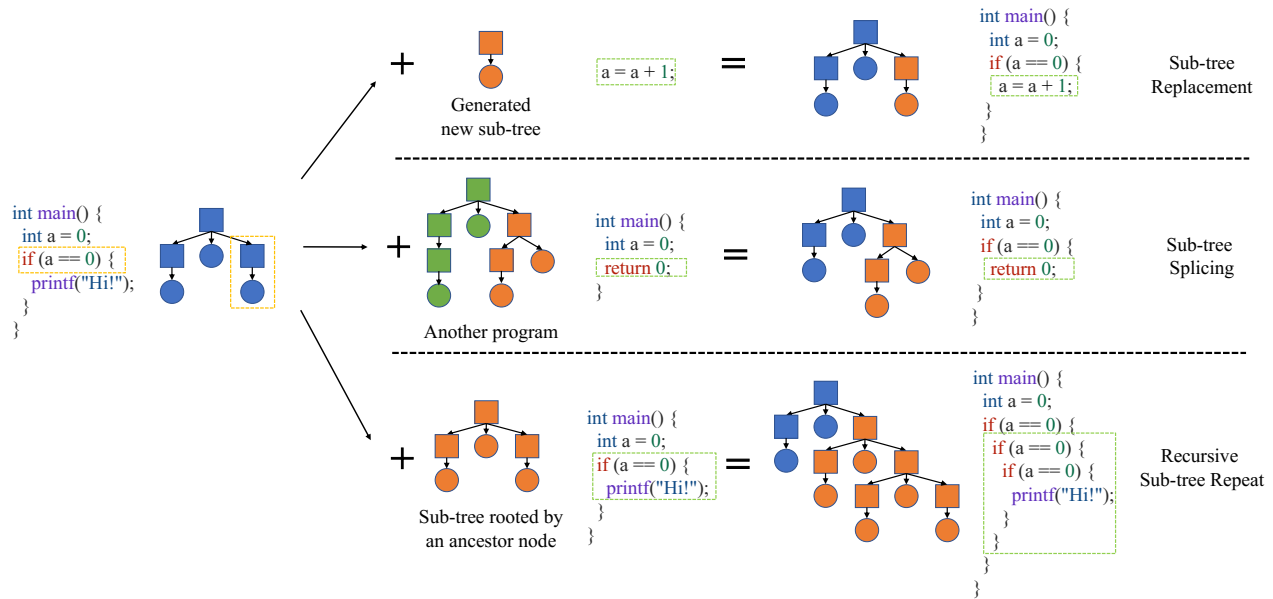 int main() {
int a = 0;
if (a == 0) {
printf("Hi!");
}
}
+
Generated
new sub-tree
a = a + 1;
=
int main() {
int a = 0;
if (a == 0) {
a = a + 1;
}
}
Sub-tree
Replacement
+
Another program
int main() {
int a = 0;
return 0;
}
=
int main() {
int a = 0;
if (a == 0) {
return 0;
}
}
Sub-tree
Splicing
+
Sub-tree rooted by
an ancestor node
int main() {
int a = 0;
if (a == 0) {
printf("Hi!");
}
}
=
int main() {
int a = 0;
if (a == 0) {
if (a == 0) {
if (a == 0) {
printf("Hi!");
}
}
}
}
Recursive
Sub-tree Repeat